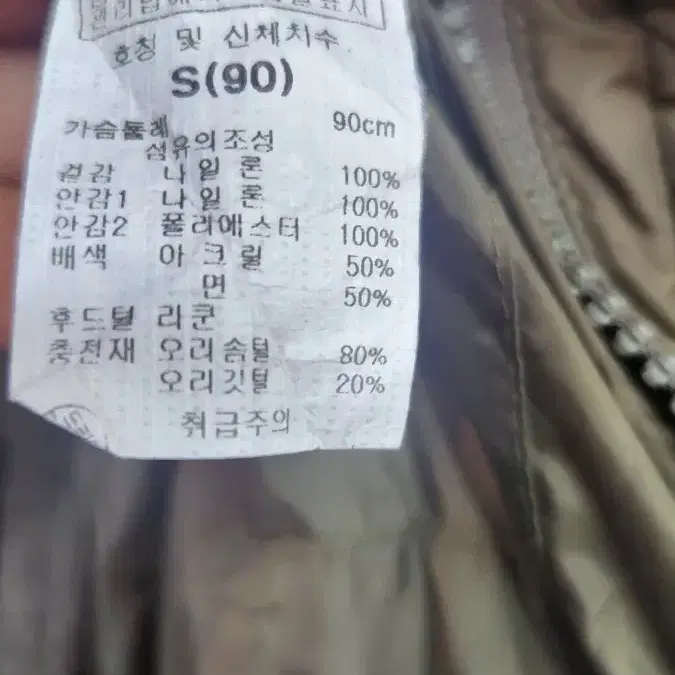 호칭 및 신체치수
S(90)
가슴둘레 90cm
섬유의조성
겉감 나일론 100%
안감1 나일론 100%
안감2 폴리에스터 100%
배색 아크릴 50%
면 50%
후드털 라쿤
충전재 오리솜털 80%
오리깃털 20%
취급주의